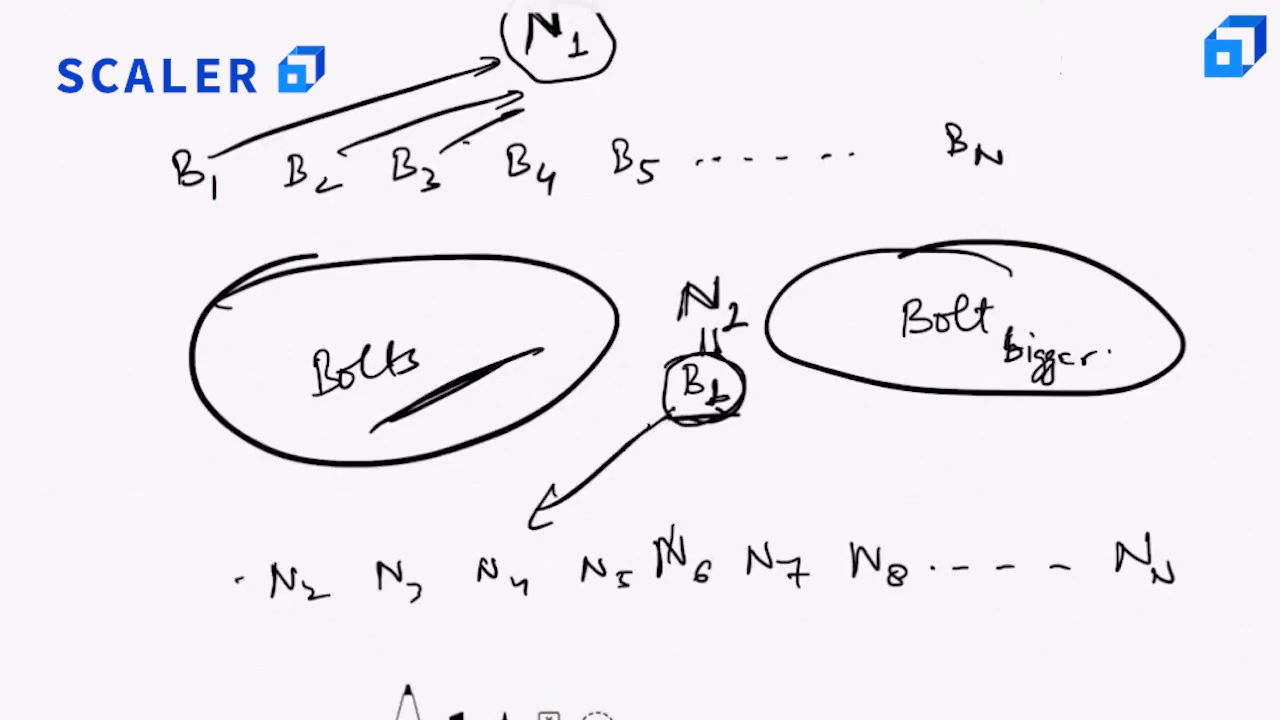 N1
SCALER
B1 B2 B3 B4 B5 ------ BN
N2
Bolt
bigger.
Bolts
N2 N3 N4 N5 N6 N7 N8 ----- NN